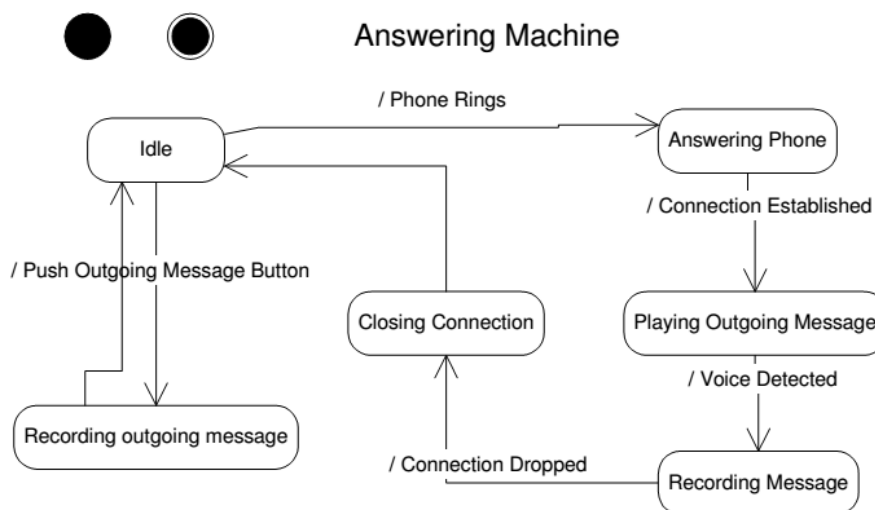 Answering Machine
/ Phone Rings
Idle
Answering Phone
/ Connection Established
/ Push Outgoing Message Button
Closing Connection
Playing Outgoing Message
/ Voice Detected
Recording outgoing message
/ Connection Dropped
Recording Message